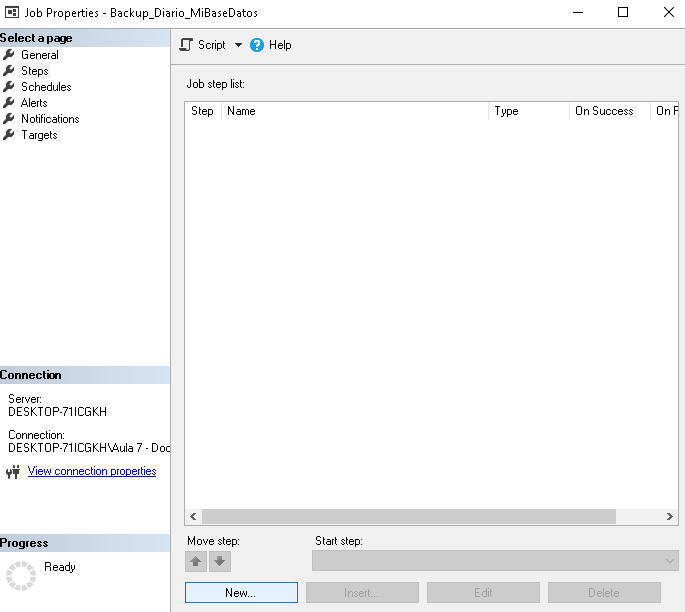 Job Properties - Backup_Diario_MiBaseDatos
Select a page
General
Steps
Schedules
Alerts
Notifications
Targets
Script
Help
Job step list:
Step Name Type On Success On F
Connection
Server:
DESKTOP-71ICGKH
Connection:
DESKTOP-71ICGKH\Aula 7 - Doc
View connection properties
Progress
Ready
Move step: Start step:
New... Insert... Edit Delete